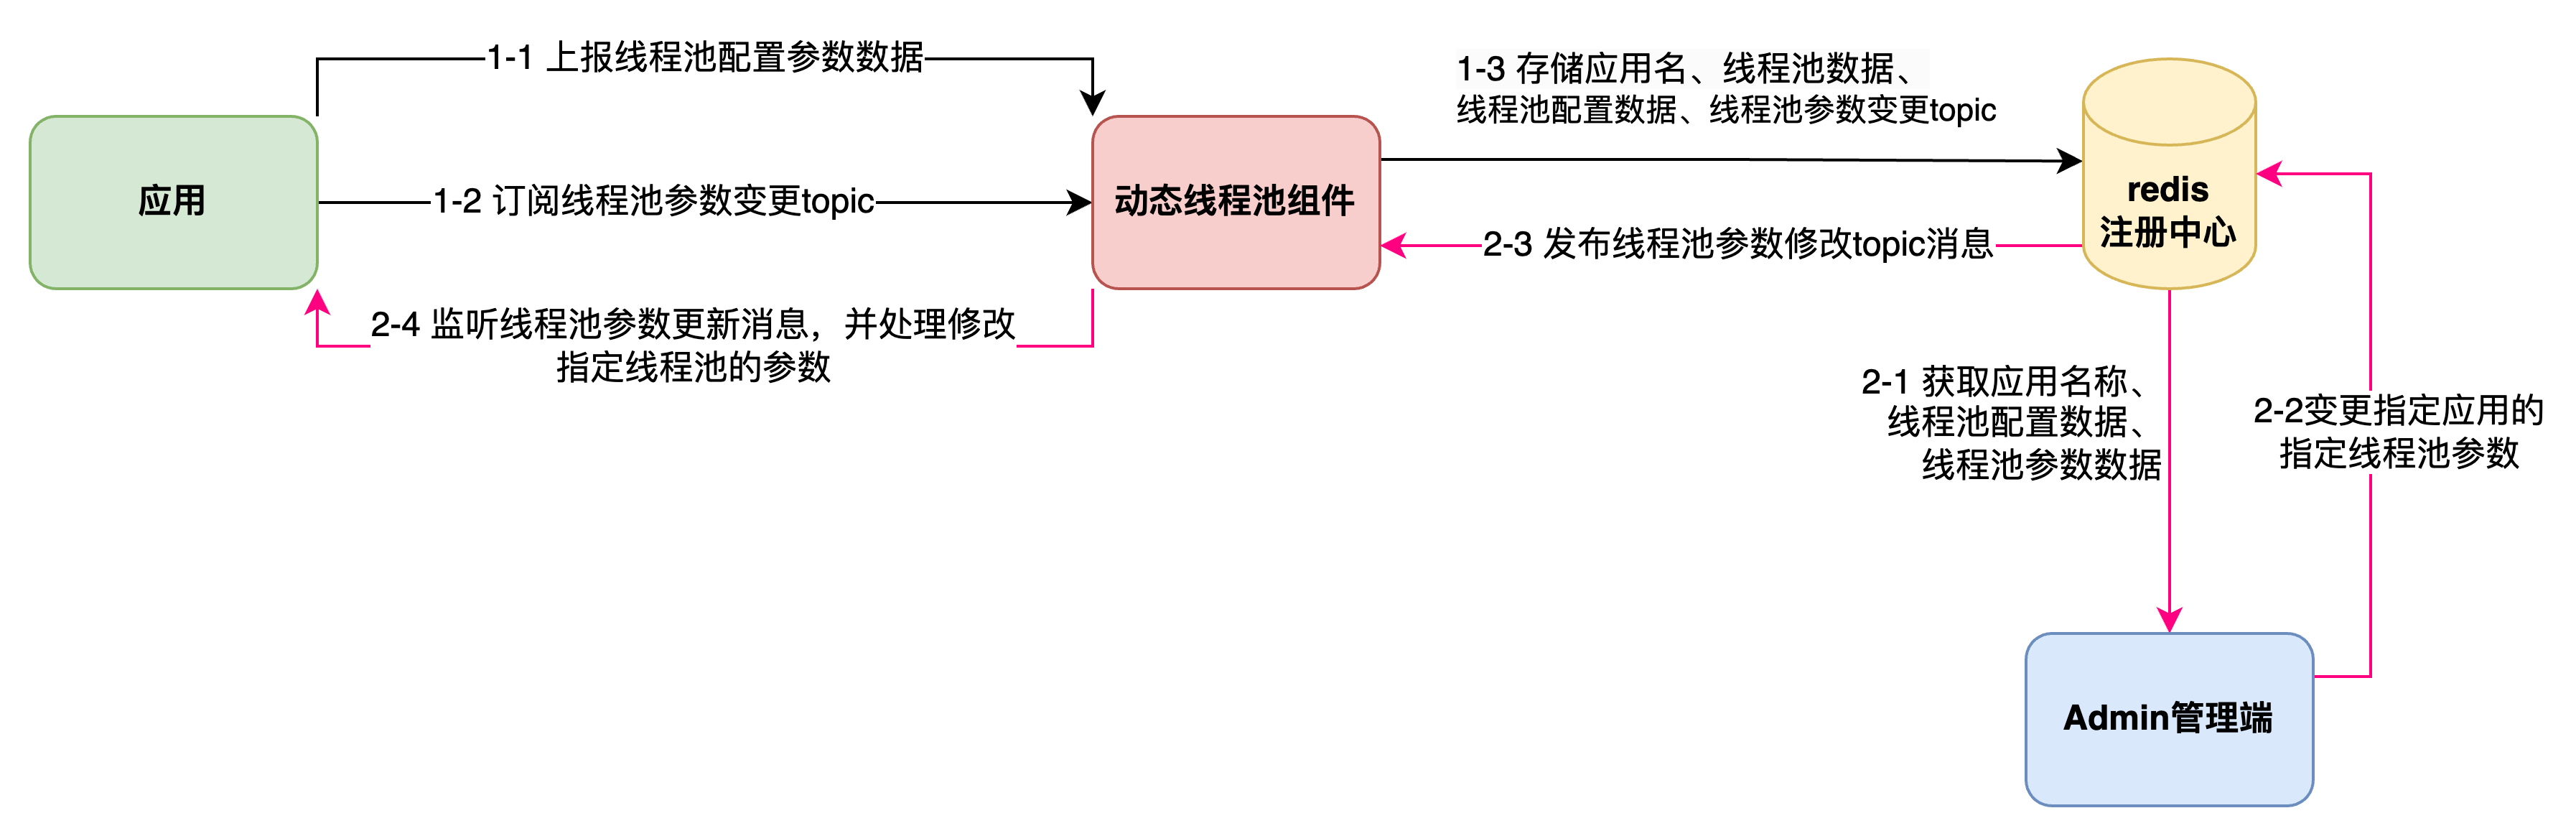 1-1 上报线程池配置参数数据
1-3 存储应用名、线程池数据、
线程池配置数据、线程池参数变更topic
应用
1-2 订阅线程池参数变更topic
动态线程池组件
redis
注册中心
2-3 发布线程池参数修改topic消息
2-4 监听线程池参数更新消息，并处理修改
指定线程池的参数
2-1 获取应用名称、
线程池配置数据、
线程池参数数据
2-2变更指定应用的
指定线程池参数
Admin管理端